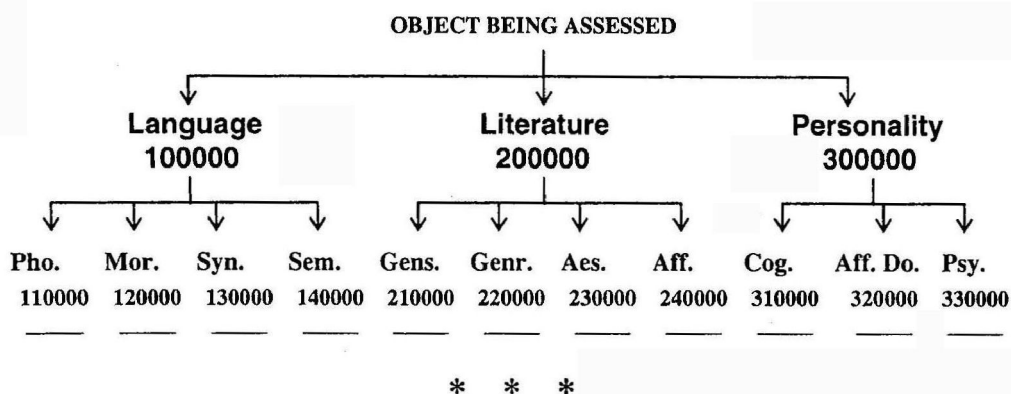 OBJECT BEING ASSESSED
Language Literature Personality
100000 200000 300000
Pho. Mor. Syn. Sem. Gens. Genr. Aes. Aff. Cog. Aff. Do. Psy.
110000 120000 130000 140000 210000 220000 230000 240000 310000 320000 330000
* * *